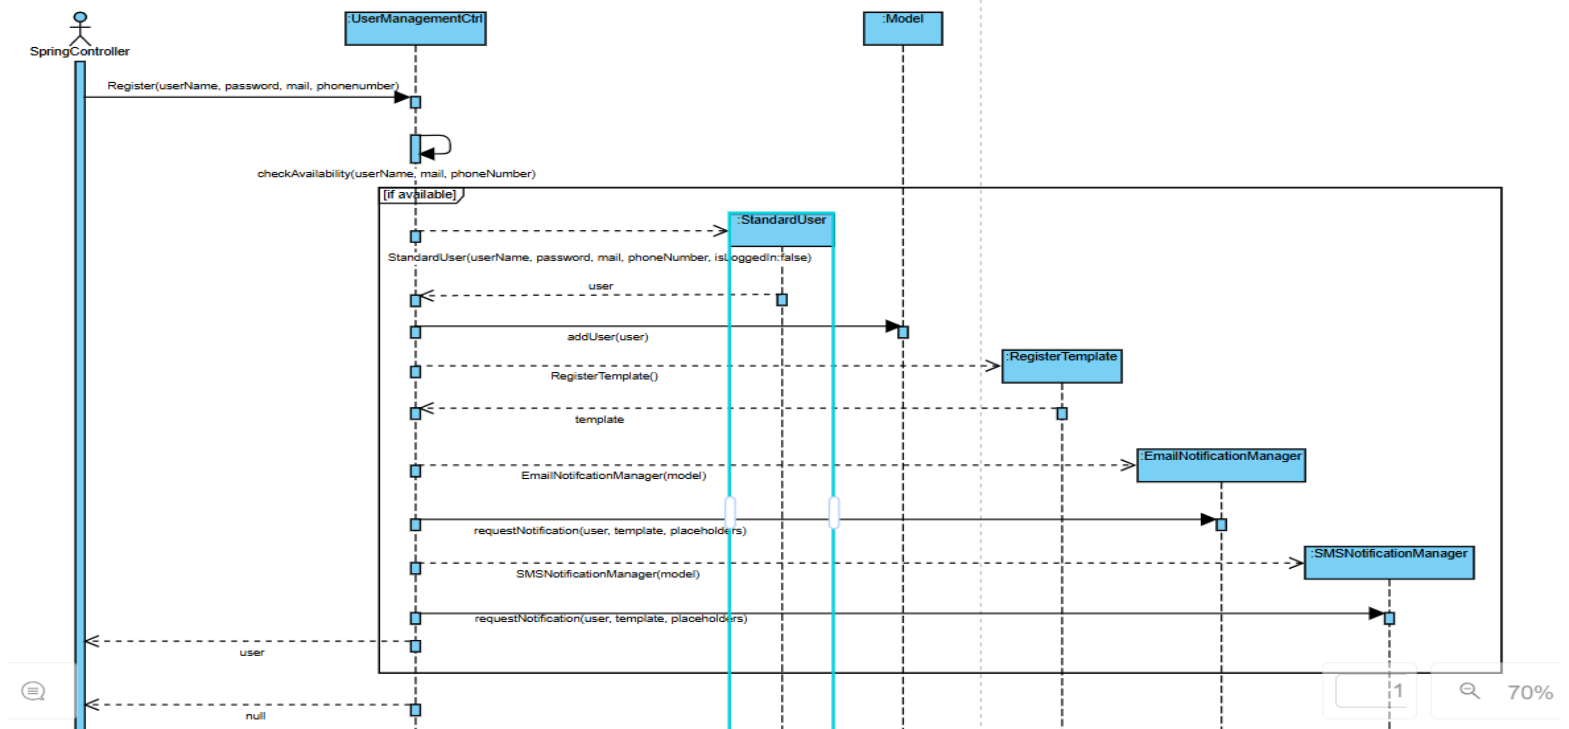 :UserManagementCtrl
:Model
SpringController
Register(userName, password, mail, phonenumber)
checkAvailability(userName, mail, phoneNumber)
[if available]
:StandardUser
StandardUser(userName, password, mail, phoneNumber, isLoggedIn:false)
user
addUser(user)
:RegisterTemplate
RegisterTemplate()
template
:EmailNotificationManager
EmailNotifcationManager(model)
requestNotification(user, template, placeholders)
:SMSNotificationManager
SMSNotificationManager(model)
requestNotification(user, template, placeholders)
user
1
70%
null